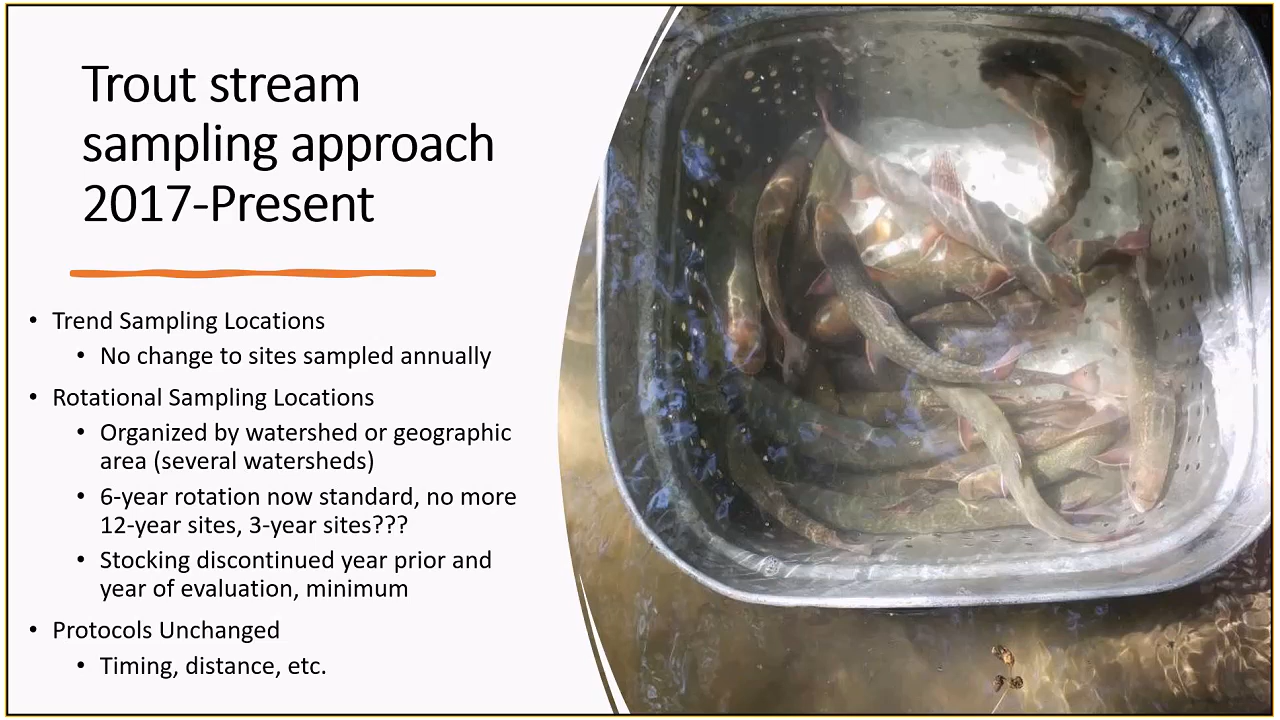 Trout stream
sampling approach
2017-Present
• Trend Sampling Locations
• No change to sites sampled annually
• Rotational Sampling Locations
• Organized by watershed or geographic
area (several watersheds)
• 6-year rotation now standard, no more
12-year sites, 3-year sites???
• Stocking discontinued year prior and
year of evaluation, minimum
• Protocols Unchanged
• Timing, distance, etc.